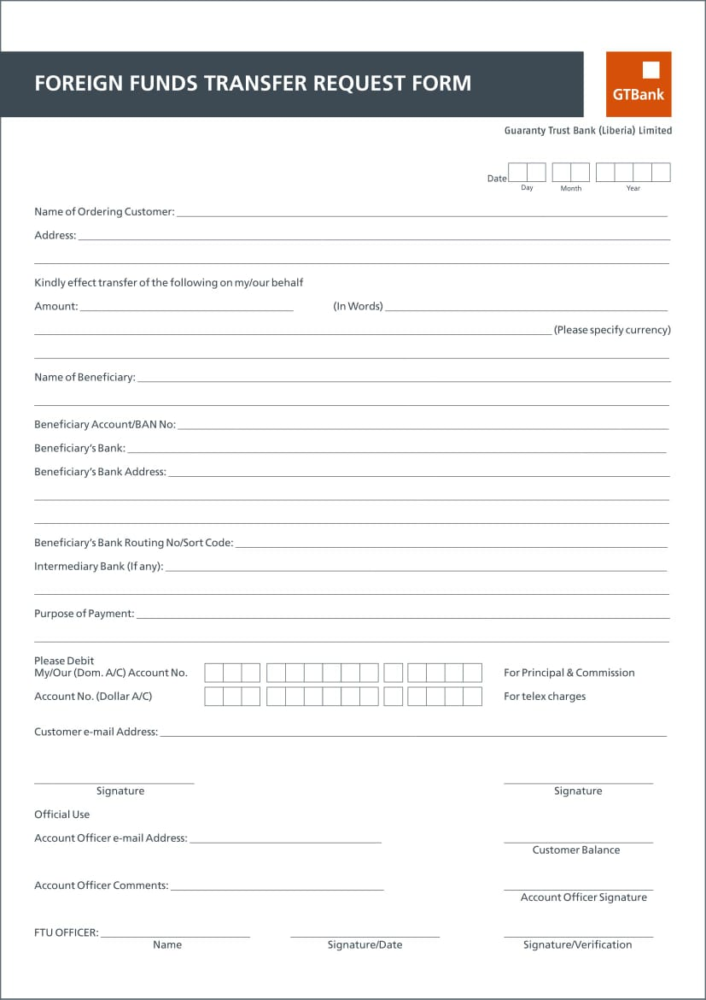 FOREIGN FUNDS TRANSFER REQUEST FORM
GTBank
Guaranty Trust Bank (Liberia) Limited
Date
Day Month Year
Name of Ordering Customer:
Address:
Kindly effect transfer of the following on my/our behalf
Amount: (In Words)
(Please specify currency)
Name of Beneficiary:
Beneficiary Account/BAN No:
Beneficiary's Bank:
Beneficiary's Bank Address:
Beneficiary's Bank Routing No/Sort Code:
Intermediary Bank (If any):
Purpose of Payment:
Please Debit
My/Our (Dom. A/C) Account No. For Principal & Commission
Account No. (Dollar A/C) For telex charges
Customer e-mail Address:
Signature Signature
Official Use
Account Officer e-mail Address:
Customer Balance
Account Officer Comments:
Account Officer Signature
FTU OFFICER:
Name Signature/Date Signature/Verification